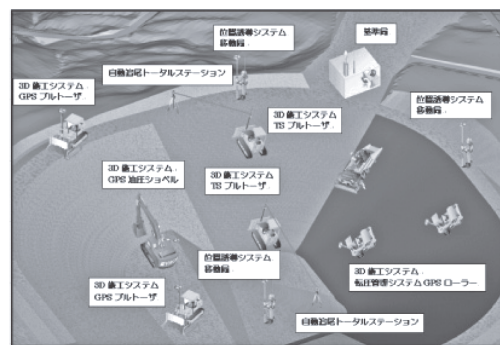 位置誘導システム
移動局
基準局
自動追尾トータルステーション
3D 施工システム
GPS ブルトーザ
位置誘導システム
移動局
3D 施工システム
TS ブルトーザ
3D 施工システム
GPS 油圧ショベル
3D 施工システム
TS ブルトーザ
位置誘導システム
移動局
3D 施工システム
転圧管理システム GPS ローラー
3D 施工システム
GPS ブルトーザ
自動追尾トータルステーション